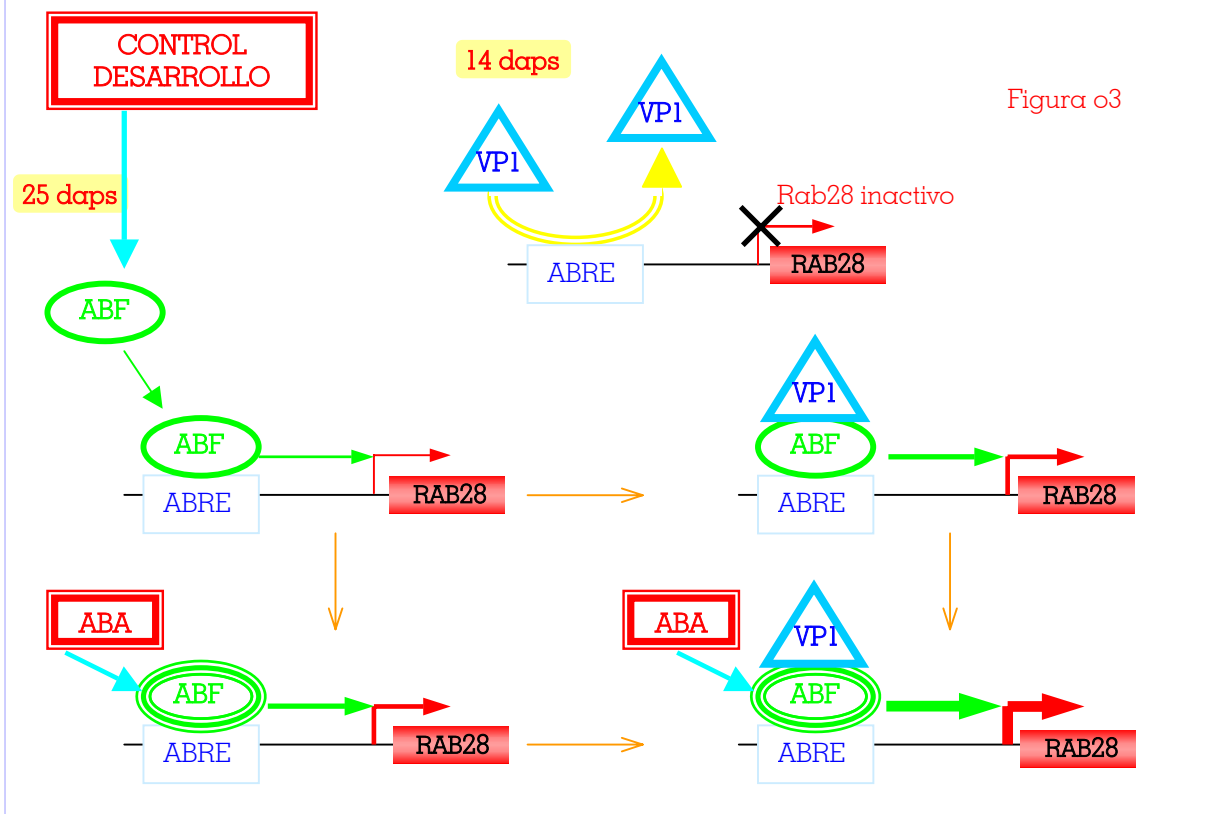 CONTROL
DESARROLLO
14 daps
VP1
VP1
Figura o3
25 daps
Rab28 inactivo
ABRE
RAB28
ABF
VP1
ABF
ABF
ABRE
RAB28
ABRE
RAB28
ABA
ABA
VP1
ABF
ABF
ABRE
RAB28
ABRE
RAB28